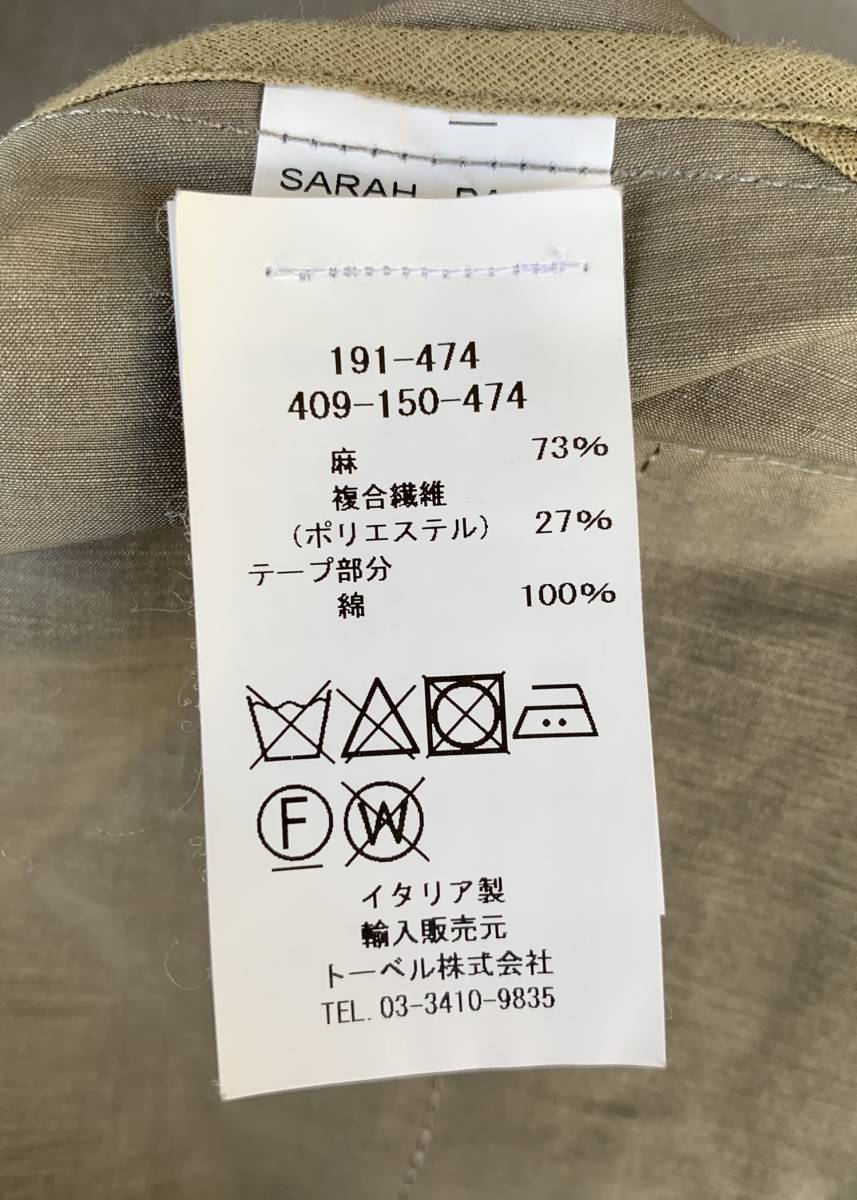 SARAH
191-474
409-150-474
麻 73%
複合繊維
(ポリエステル) 27%
テープ部分
綿 100%
F
W
イタリア製
輸入販売元
トーベル株式会社
TEL. 03-3410-9835